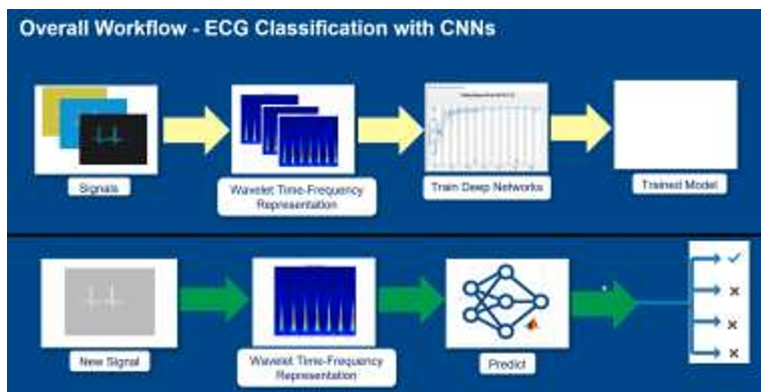 Overall Workflow - ECG Classification with CNNs
Signals
Wavelet Time-Frequency
Representation
Train Deep Networks
Trained Model
New Signal
Wavelet Time-Frequency
Representation
Predict